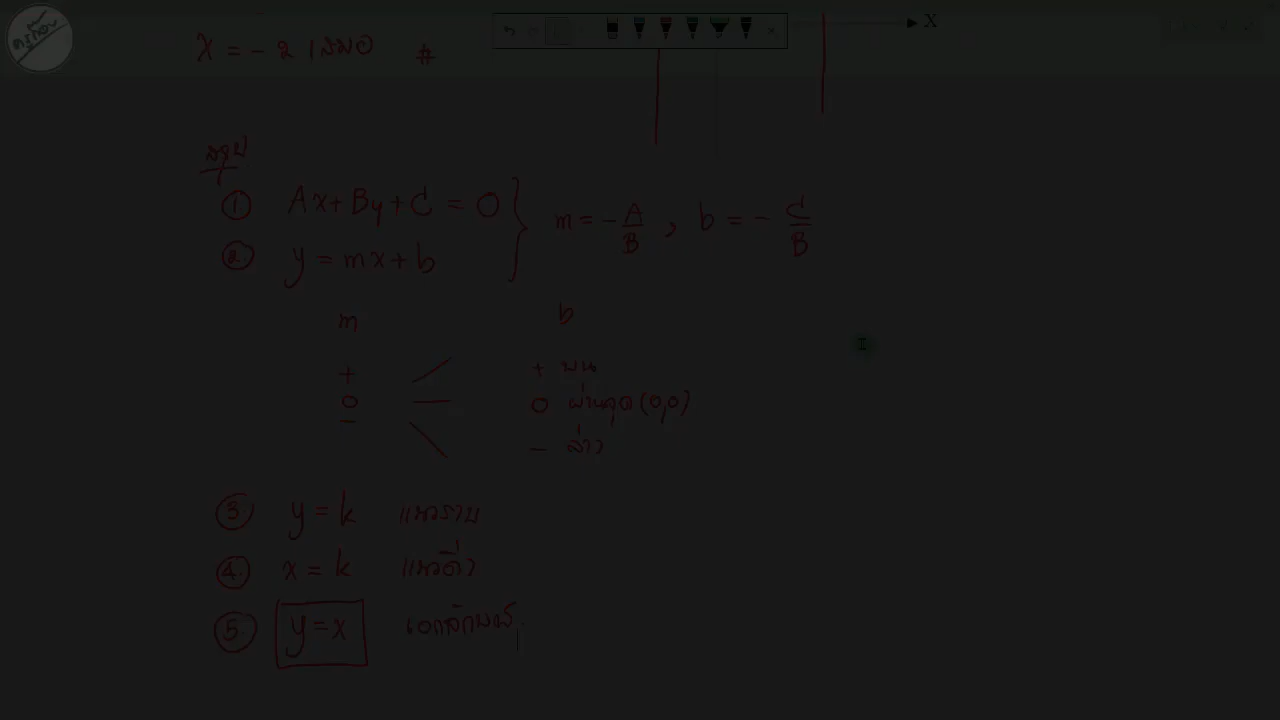 x = -2 เสมอ #
X
สรุป
① Ax + By + C = 0
② y = mx + b
m = -A/B , b = -C/B
m b
+ + บน
0 0 ผ่านจุด (0,0)
- - ล่าง
③ y = k แนวราบ
④ x = k แนวดิ่ง
⑤ y = x เอกลักษณ์